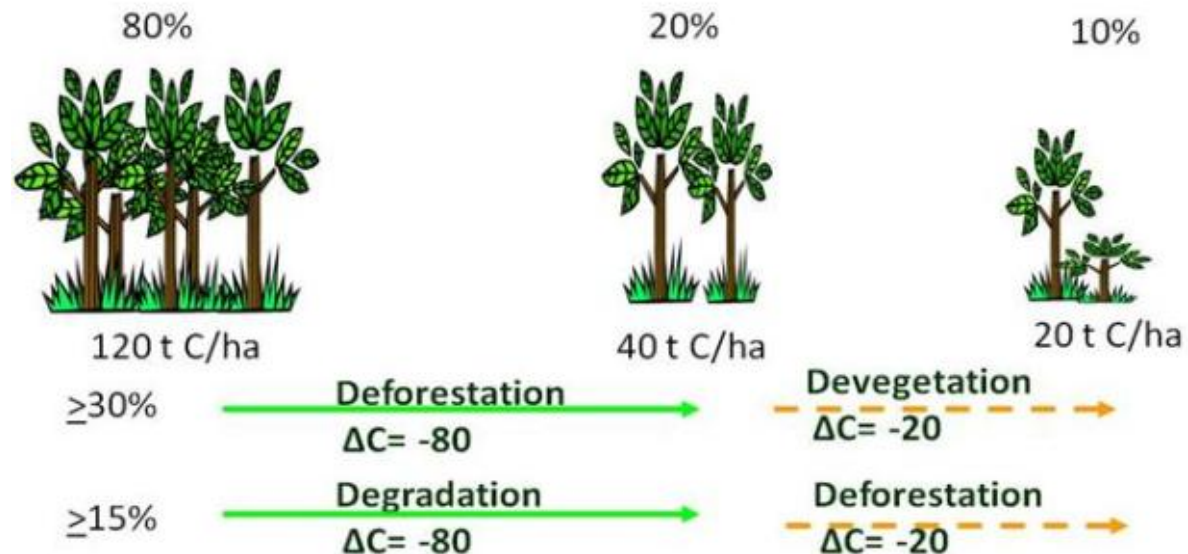 80% 20% 10%
120 t C/ha 40 t C/ha 20 t C/ha
≥30% Deforestation Devegetation
ΔC= -80 ΔC= -20
≥15% Degradation Deforestation
ΔC= -80 ΔC= -20